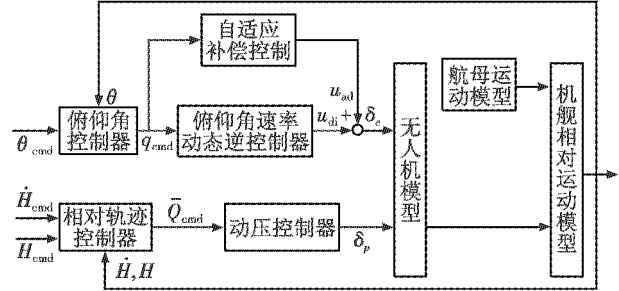 自适应
补偿控制
θ
u_ad
航母运
动模型
俯仰角
控制器
θ_cmd
q_cmd
俯仰角速率
动态逆控制器
u_di
+
δ_e
无人机模型
机舰相对运动模型
Ḣ_cmd
H_cmd
相对轨迹
控制器
Q̄_cmd
动压控制器
δ_p
Ḣ, H